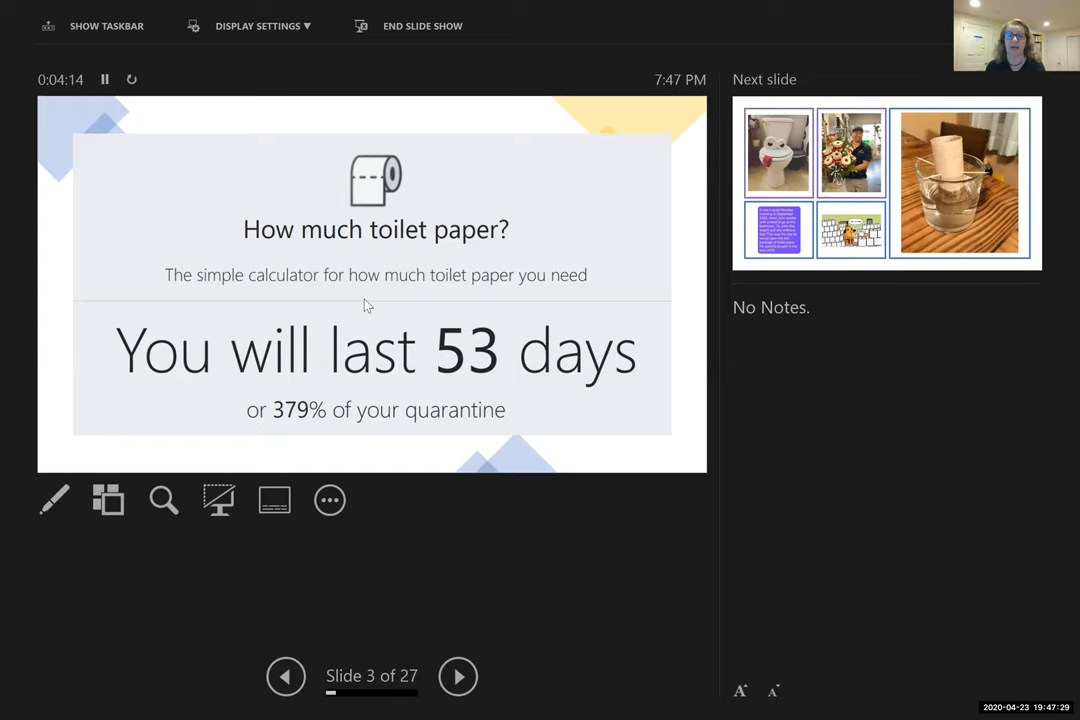 SHOW TASKBAR
DISPLAY SETTINGS ▼
END SLIDE SHOW
0:04:14
7:47 PM
Next slide
How much toilet paper?
The simple calculator for how much toilet paper you need
You will last 53 days
or 379% of your quarantine
No Notes.
Slide 3 of 27
A A
2020-04-23 19:47:29